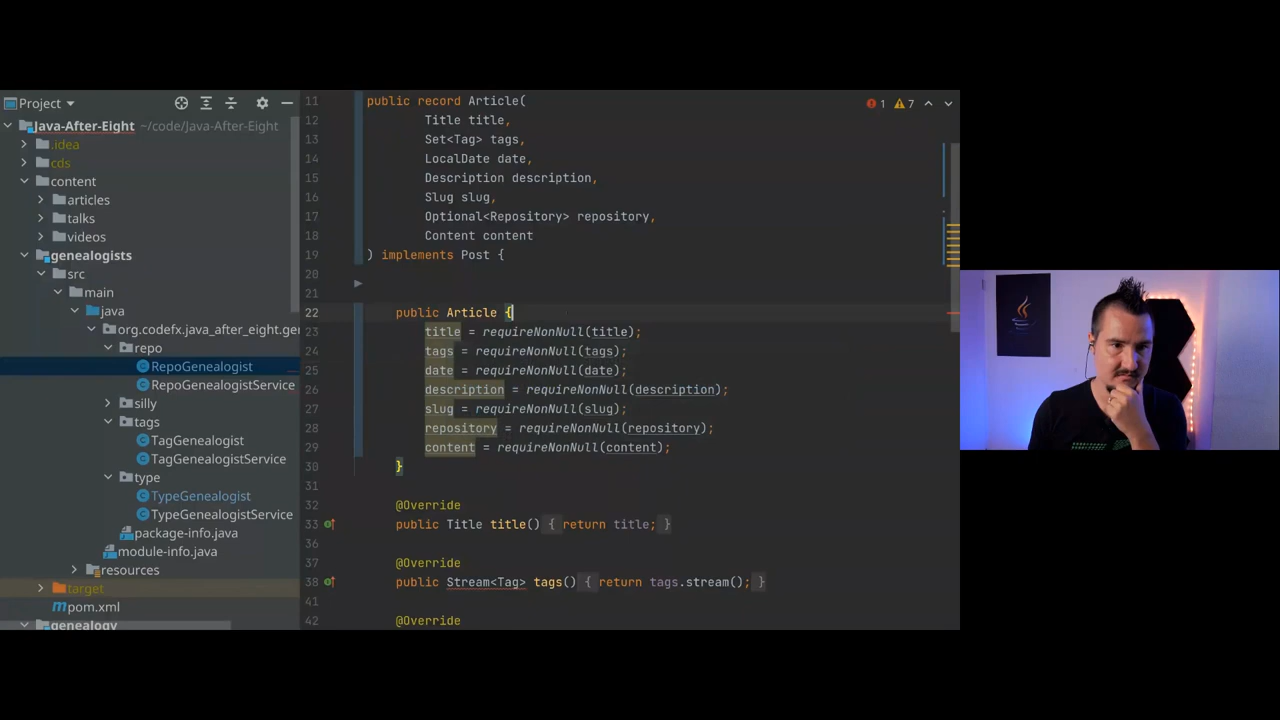 Project
Java-After-Eight ~/code/Java-After-Eight
.idea
cds
content
articles
talks
videos
genealogists
src
main
java
org.codefx.java_after_eight.ger
repo
RepoGenealogist
RepoGenealogistService
silly
tags
TagGenealogist
TagGenealogistService
type
TypeGenealogist
TypeGenealogistService
package-info.java
module-info.java
resources
target
pom.xml
genealogy
1 7
11 public record Article(
12 Title title,
13 Set<Tag> tags,
14 LocalDate date,
15 Description description,
16 Slug slug,
17 Optional<Repository> repository,
18 Content content
19 ) implements Post {
20
21
22 public Article {
23 title = requireNonNull(title);
24 tags = requireNonNull(tags);
25 date = requireNonNull(date);
26 description = requireNonNull(description);
27 slug = requireNonNull(slug);
28 repository = requireNonNull(repository);
29 content = requireNonNull(content);
30 }
31
32 @Override
33 public Title title() { return title; }
36
37 @Override
38 public Stream<Tag> tags() { return tags.stream(); }
41
42 @Override